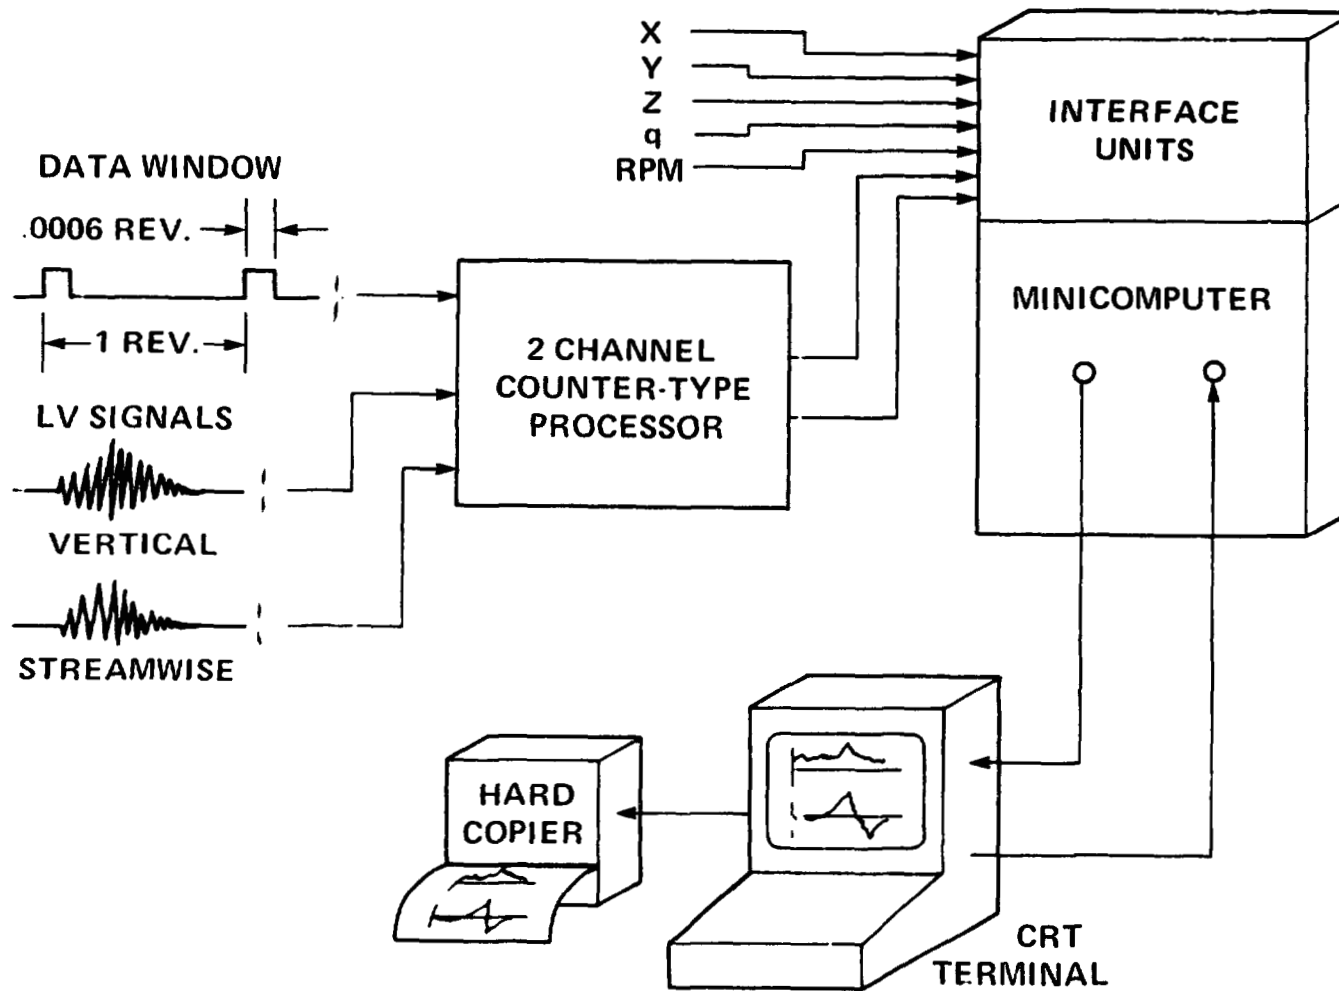 X
Y
Z
q
RPM
INTERFACE
UNITS
DATA WINDOW
.0006 REV.
1 REV.
MINICOMPUTER
2 CHANNEL
COUNTER-TYPE
PROCESSOR
LV SIGNALS
VERTICAL
STREAMWISE
HARD
COPIER
CRT
TERMINAL